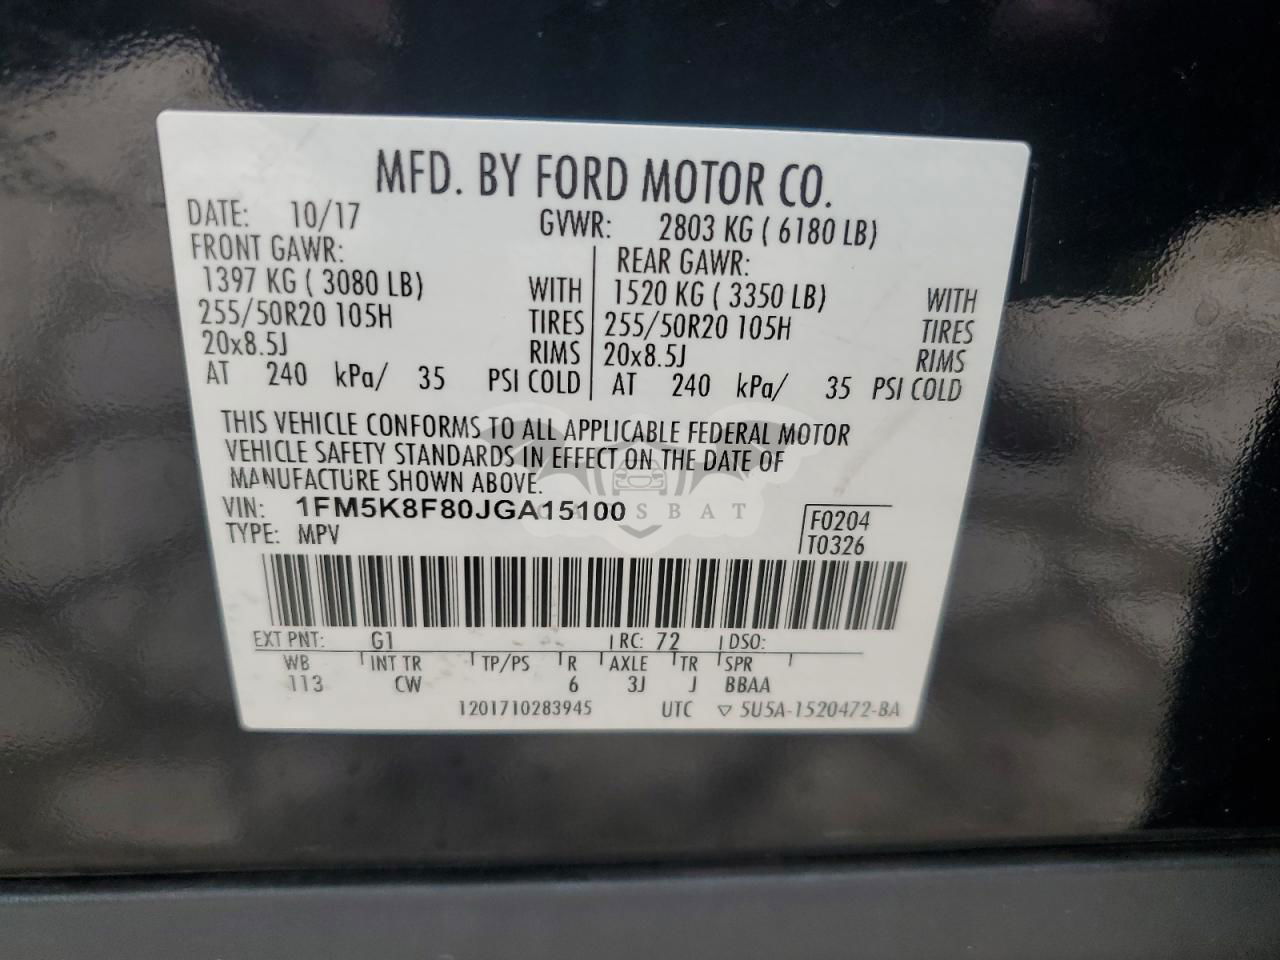 MFD. BY FORD MOTOR CO.
DATE: 10/17 GVWR: 2803 KG ( 6180 LB)
FRONT GAWR: REAR GAWR:
1397 KG ( 3080 LB) WITH 1520 KG ( 3350 LB) WITH
255/50R20 105H TIRES 255/50R20 105H TIRES
20x8.5J RIMS 20x8.5J RIMS
AT 240 kPa/ 35 PSI COLD AT 240 kPa/ 35 PSI COLD
THIS VEHICLE CONFORMS TO ALL APPLICABLE FEDERAL MOTOR
VEHICLE SAFETY STANDARDS IN EFFECT ON THE DATE OF
MANUFACTURE SHOWN ABOVE.
VIN: 1FM5K8F80JGA15100 F0204
TYPE: MPV T0326
EXT PNT: G1 RC: 72 DSO:
WB INT TR TP/PS R AXLE TR SPR
113 CW 6 3J J BBAA
1201710283945 UTC ▽ 5U5A-1520472-BA